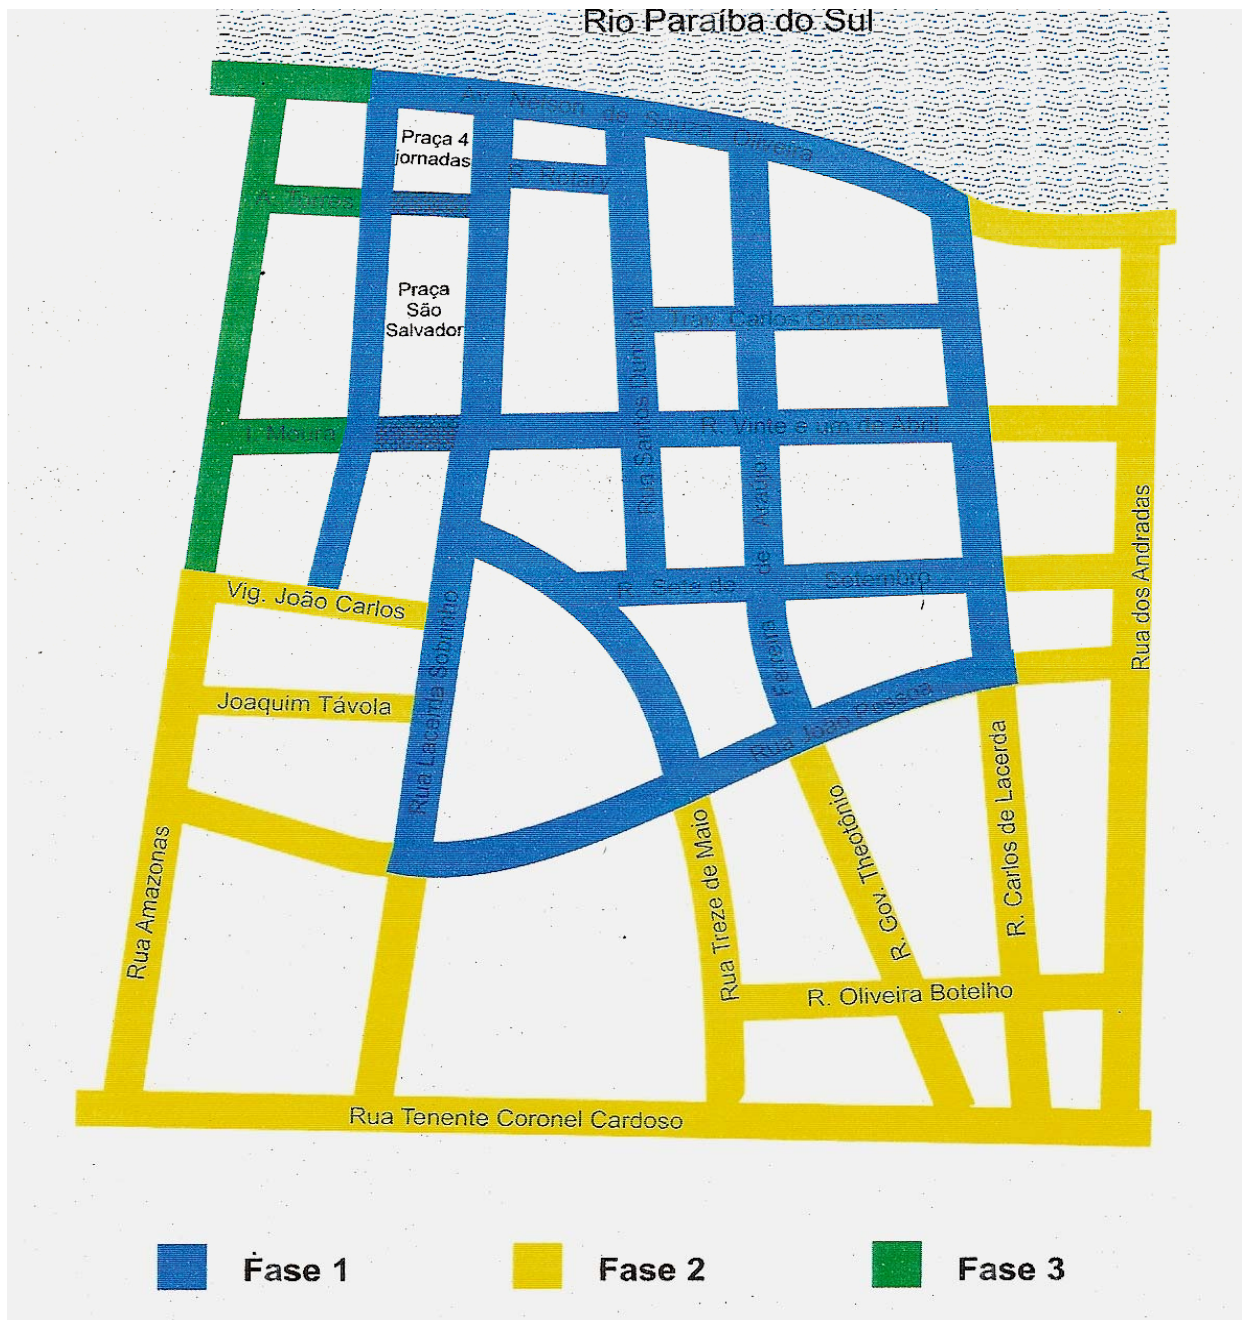 Rio Paraíba do Sul
Av. Nelson de Souza Oliveira
Praça 4
jornadas
R. Rotary
A. Torres
Praça
São
Salvador
Trav. Carlos Gomes
Rua Santos Dumont
I. Moura
R. Vinte e um de Abril
Rua dos Andradas
Ferreira de Araújo
R. Sete de Setembro
Vig. João Carlos
Rua Lacerda Sobrinho
Joaquim Távola
Rua João Pessoa
Rua Amazonas
Rua Treze de Maio
R. Gov. Theotônio
R. Carlos de Lacerda
R. Oliveira Botelho
Rua Tenente Coronel Cardoso
Fase 1
Fase 2
Fase 3